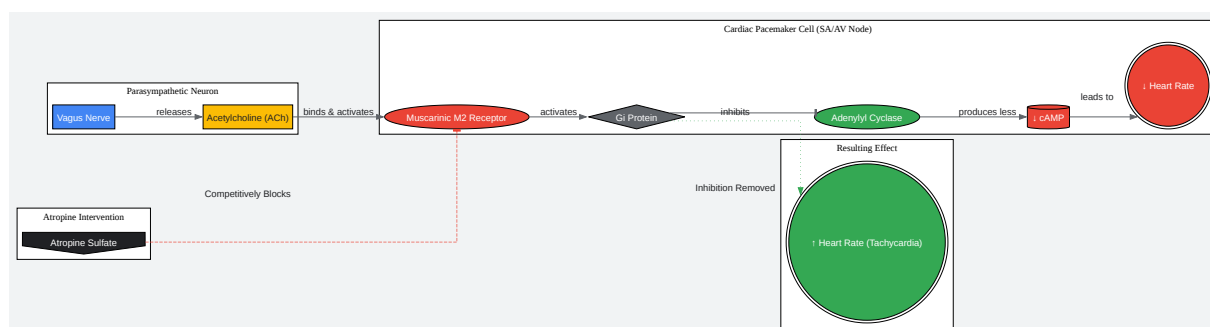 Cardiac Pacemaker Cell (SA/AV Node)
Parasympathetic Neuron
Vagus Nerve
releases
Acetylcholine (ACh)
binds & activates
Muscarinic M2 Receptor
activates
Gi Protein
inhibits
Adenylyl Cyclase
produces less
↓ cAMP
leads to
↓ Heart Rate
Resulting Effect
Inhibition Removed
↑ Heart Rate (Tachycardia)
Competitively Blocks
Atropine Intervention
Atropine Sulfate